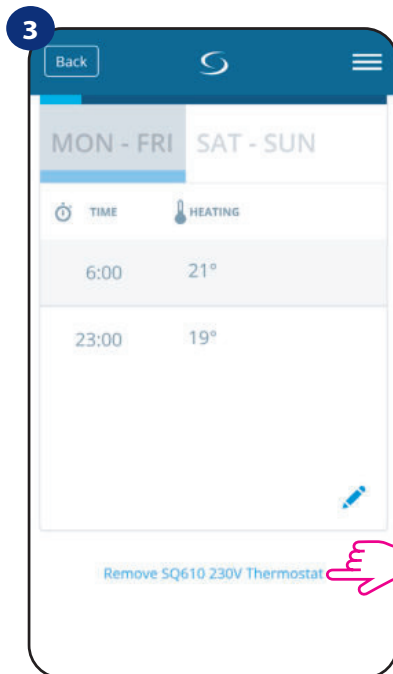 3
Back
MON - FRI SAT - SUN
TIME HEATING
6:00 21°
23:00 19°
Remove SQ610 230V Thermostat